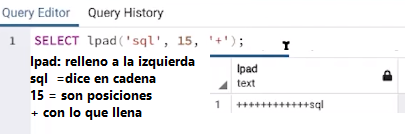 Query Editor Query History
1 SELECT lpad('sql', 15, '+');
lpad: relleno a la izquierda
sql =dice en cadena
15 = son posiciones
+ con lo que llena
lpad
text
1 ++++++++++++sql